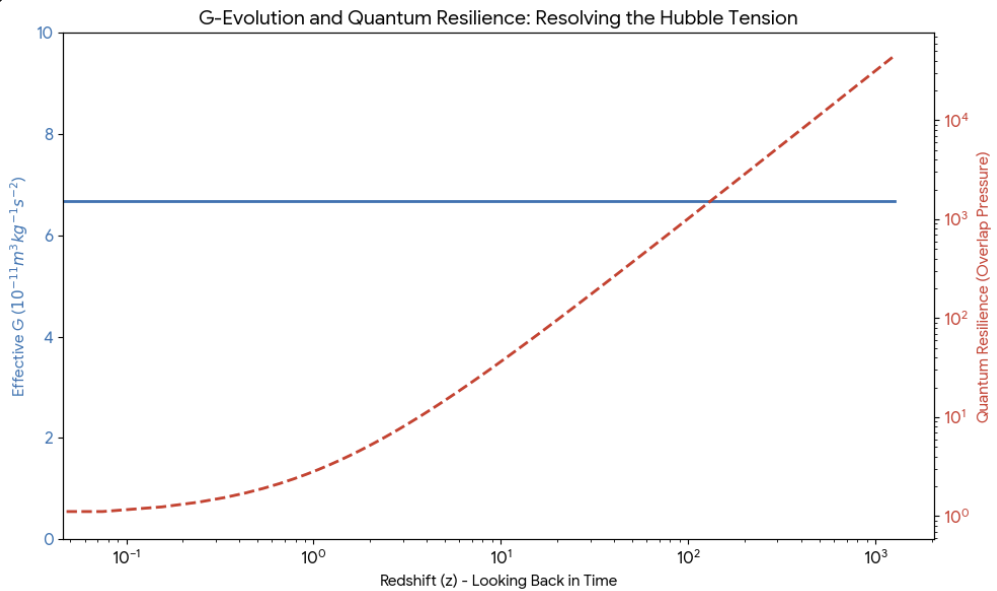 G-Evolution and Quantum Resilience: Resolving the Hubble Tension
10
8
6
4
2
0
Effective G (10⁻¹¹m³kg⁻¹s⁻²)
10⁴
10³
10²
10¹
10⁰
Quantum Resilience (Overlap Pressure)
10⁻¹ 10⁰ 10¹ 10² 10³
Redshift (z) - Looking Back in Time